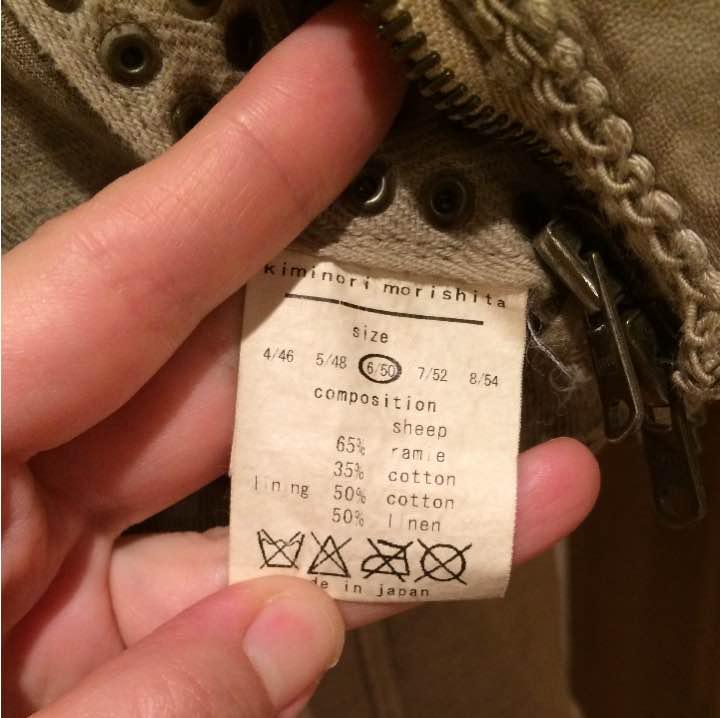 kiminori morishita
size
4/46 5/48 6/50 7/52 8/54
composition
sheep
65% ramie
35% cotton
lining 50% cotton
50% linen
de in japan